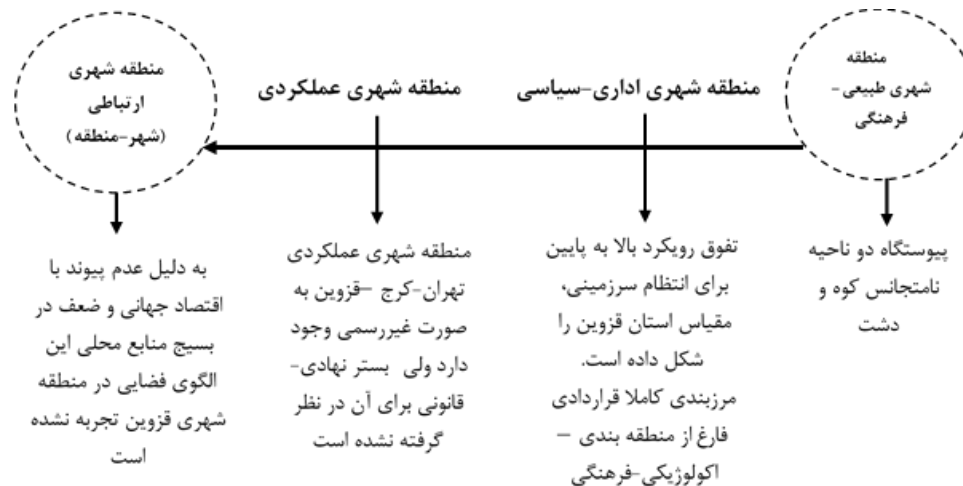 منطقه
شهری طبیعی-
فرهنگی
منطقه شهری اداری-سیاسی
منطقه شهری عملکردی
منطقه شهری
ارتباطی
(شهر-منطقه)
پیوستگاه دو ناحیه
نامتجانس کوه و
دشت
تفوق رویکرد بالا به پایین
برای انتظام سرزمینی،
مقیاس استان قزوین را
شکل داده است.
مرزبندی کاملا قراردادی
فارغ از منطقه بندی –
اکولوژیکی-فرهنگی
منطقه شهری عملکردی
تهران-کرج –قزوین به
صورت غیررسمی وجود
دارد ولی بستر نهادی-
قانونی برای آن در نظر
گرفته نشده است
به دلیل عدم پیوند با
اقتصاد جهانی و ضعف در
بسیج منابع محلی این
الگوی فضایی در منطقه
شهری قزوین تجربه نشده
است